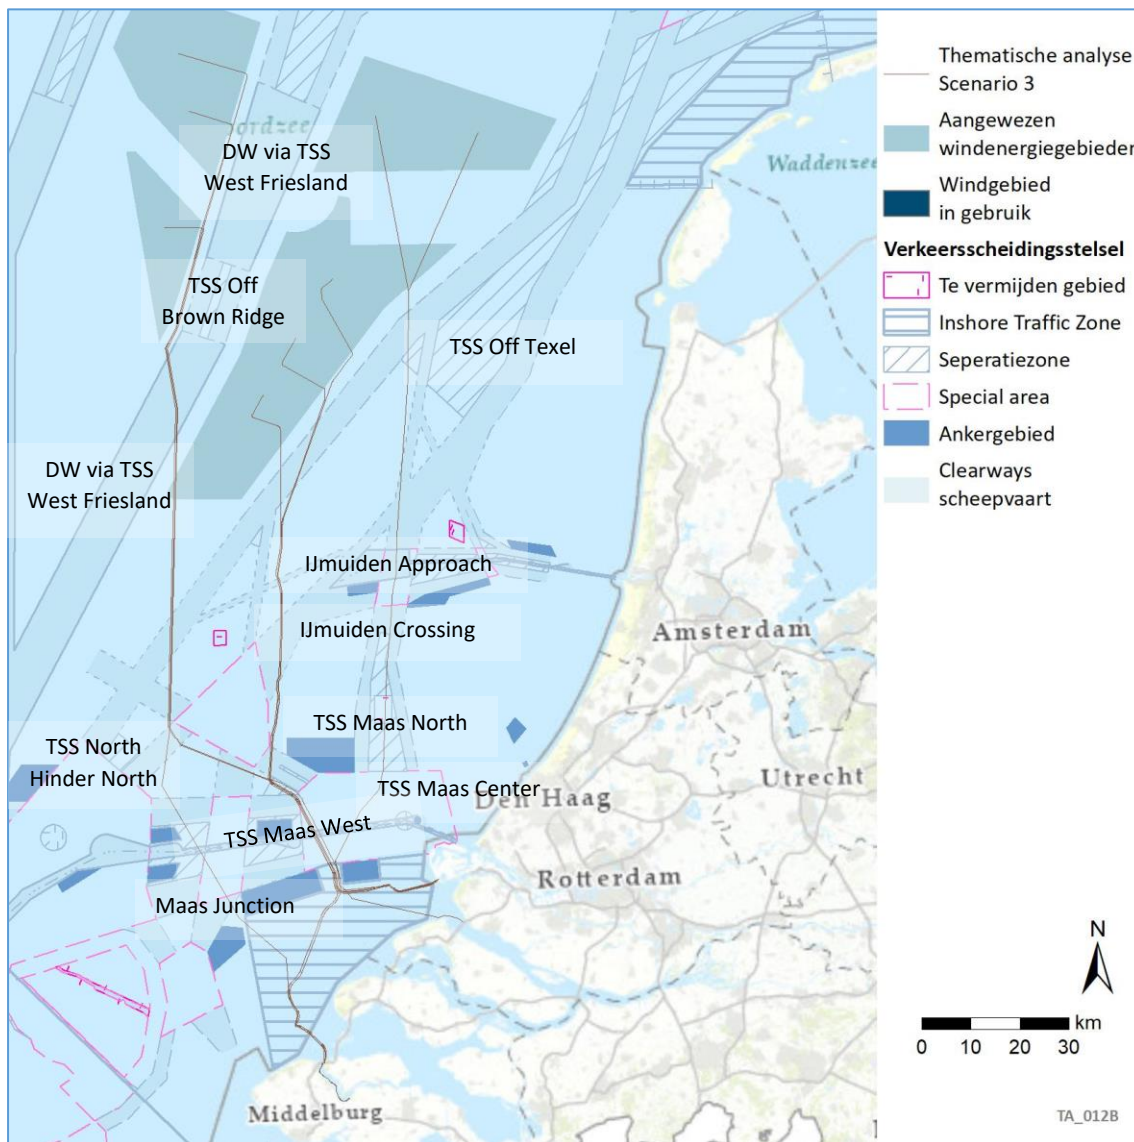 ordzee
DW via TSS
West Friesland
TSS Off
Brown Ridge
TSS Off Texel
DW via TSS
West Friesland
IJmuiden Approach
IJmuiden Crossing
TSS Maas North
TSS North
Hinder North
TSS Maas Center
TSS Maas West
Maas Junction
Waddenzee
Amsterdam
Utrecht
Den Haag
Rotterdam
Middelburg
Thematische analyse
Scenario 3
Aangewezen
windenergiegebieden
Windgebied
in gebruik
Verkeersscheidingsstelsel
Te vermijden gebied
Inshore Traffic Zone
Seperatiezone
Special area
Ankergebied
Clearways
scheepvaart
N
km
0 10 20 30
TA_012B